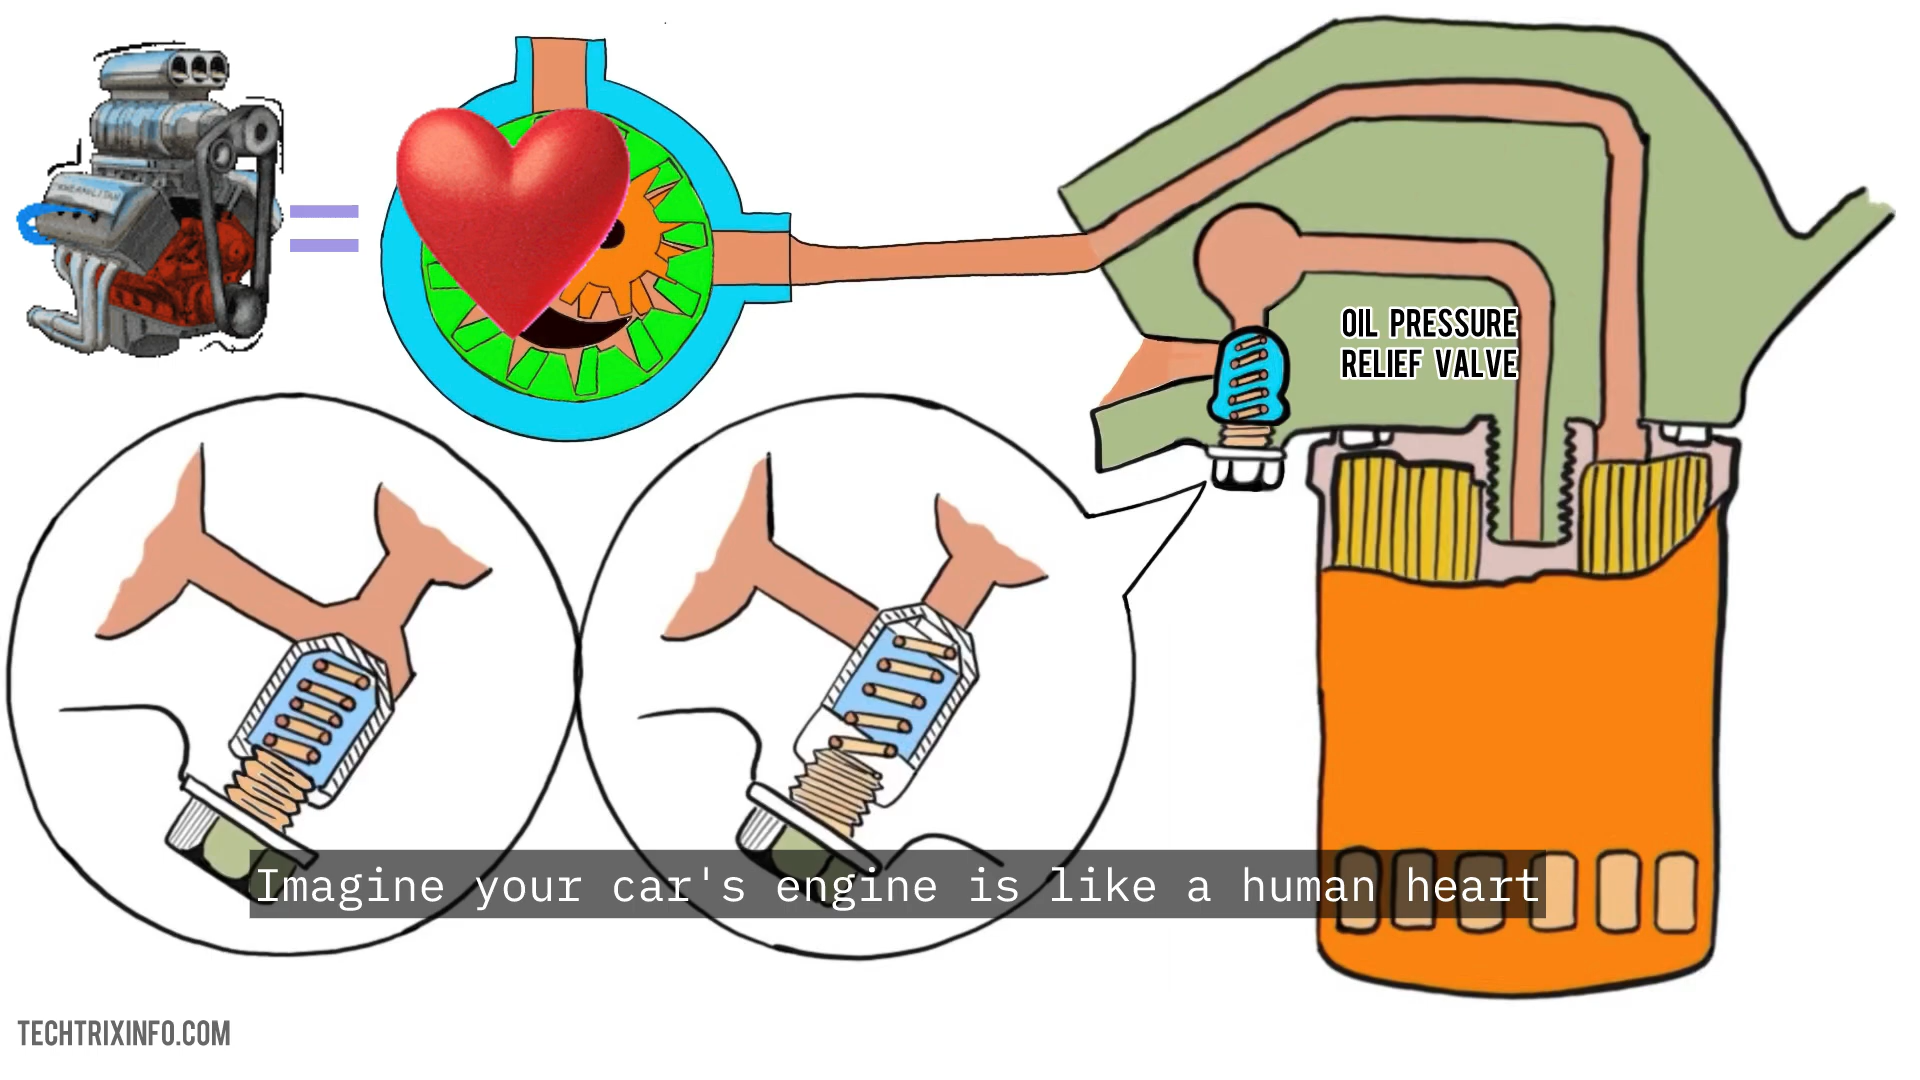 OIL PRESSURE
RELIEF VALVE
Imagine your car's engine is like a human heart
TECHTRIXINFO.COM